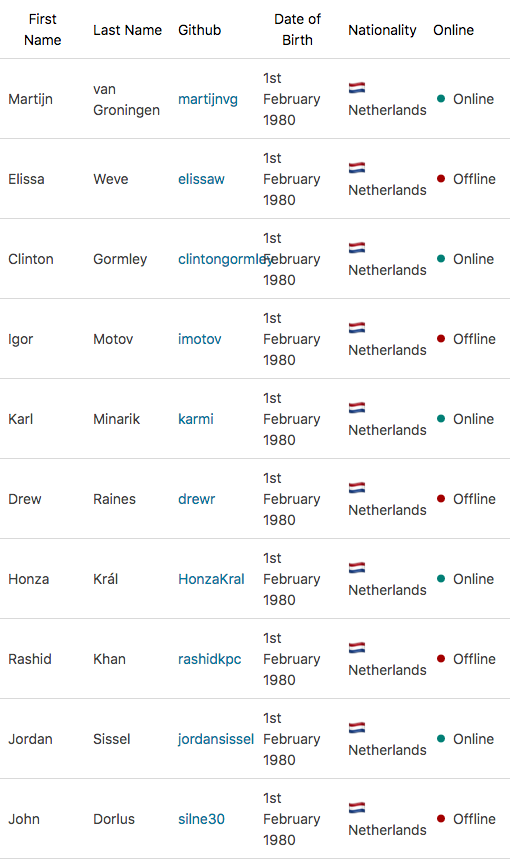 First Name Last Name Github Date of Birth Nationality Online
Martijn van Groningen martijnvg 1st February 1980 Netherlands Online
Elissa Weve elissaw 1st February 1980 Netherlands Offline
Clinton Gormley clintongormley 1st February 1980 Netherlands Online
Igor Motov imotov 1st February 1980 Netherlands Offline
Karl Minarik karmi 1st February 1980 Netherlands Online
Drew Raines drewr 1st February 1980 Netherlands Offline
Honza Král HonzaKral 1st February 1980 Netherlands Online
Rashid Khan rashidkpc 1st February 1980 Netherlands Offline
Jordan Sissel jordansissel 1st February 1980 Netherlands Online
John Dorlus silne30 1st February 1980 Netherlands Offline